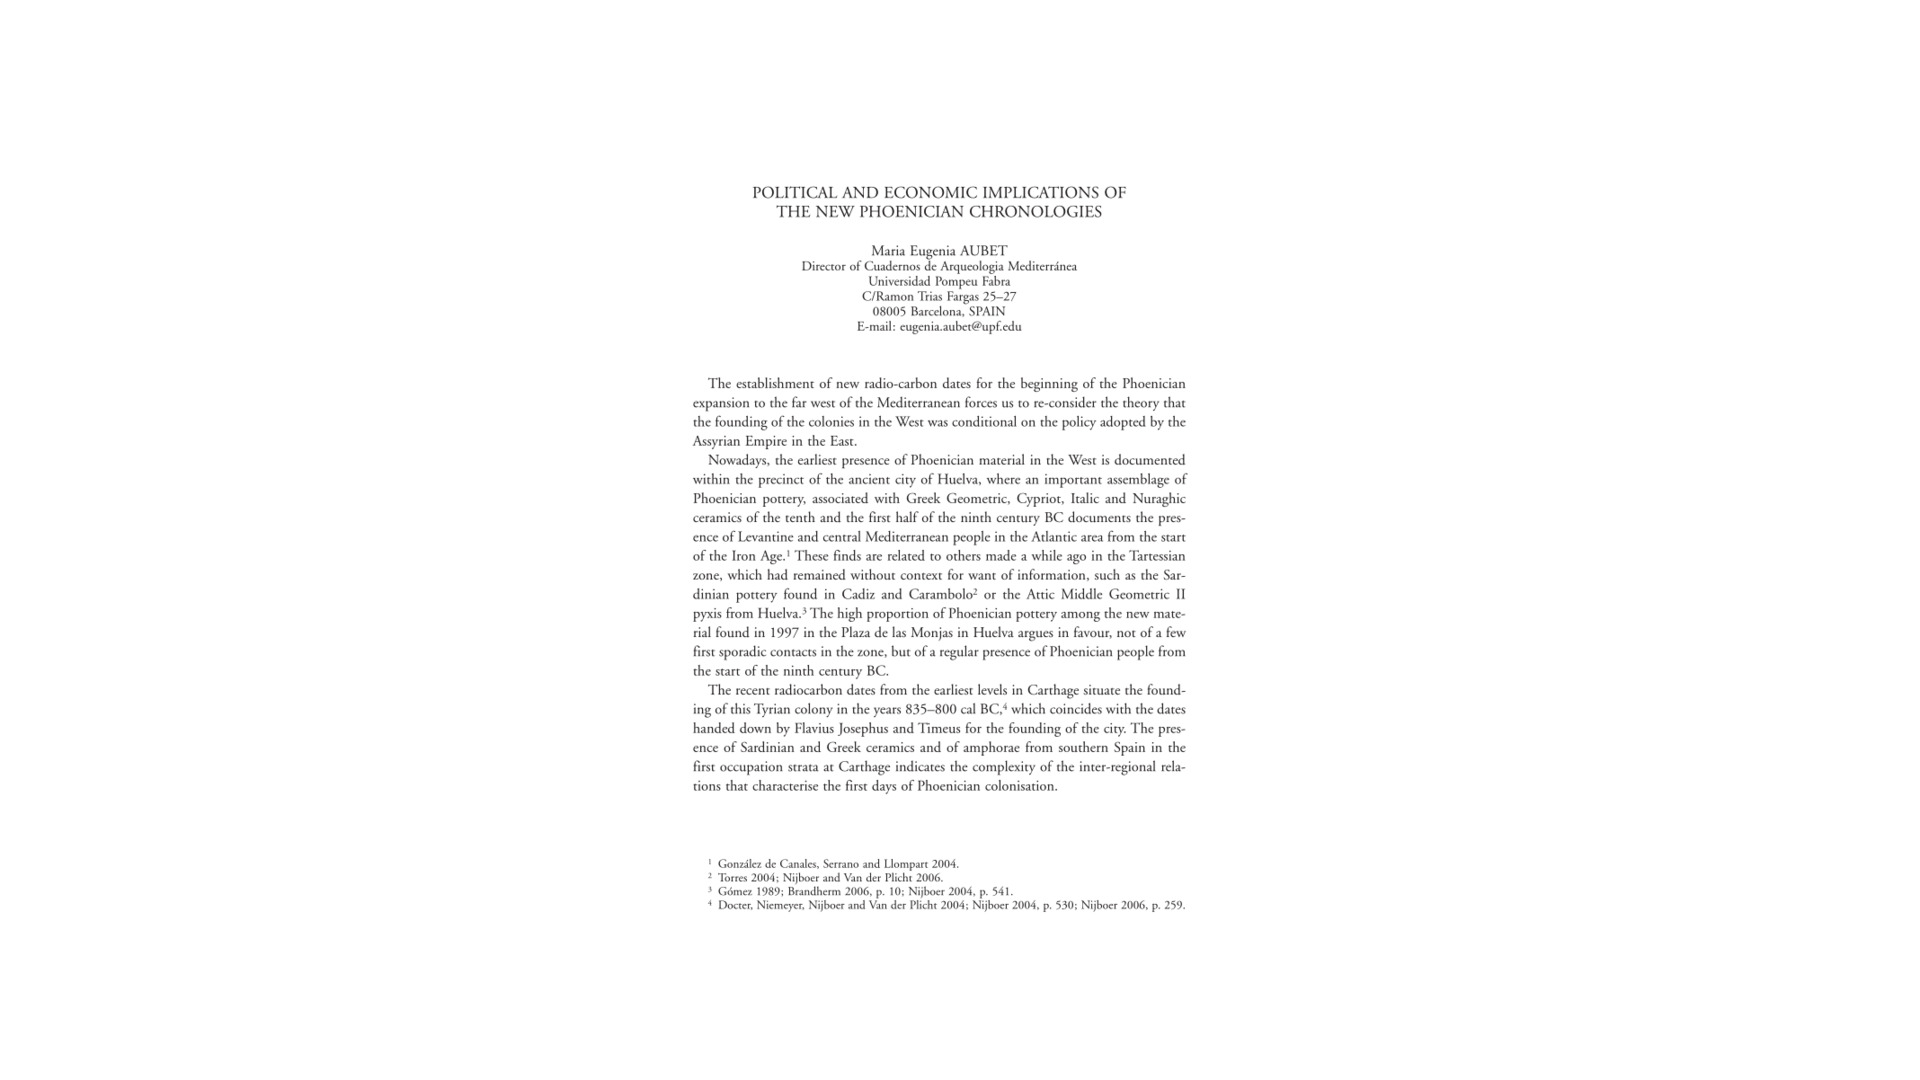 POLITICAL AND ECONOMIC IMPLICATIONS OF
THE NEW PHOENICIAN CHRONOLOGIES
Maria Eugenia AUBET
Director of Cuadernos de Arqueologia Mediterránea
Universidad Pompeu Fabra
C/Ramon Trias Fargas 25–27
08005 Barcelona, SPAIN
E-mail: eugenia.aubet@upf.edu
The establishment of new radio-carbon dates for the beginning of the Phoenician
expansion to the far west of the Mediterranean forces us to re-consider the theory that
the founding of the colonies in the West was conditional on the policy adopted by the
Assyrian Empire in the East.
Nowadays, the earliest presence of Phoenician material in the West is documented
within the precinct of the ancient city of Huelva, where an important assemblage of
Phoenician pottery, associated with Greek Geometric, Cypriot, Italic and Nuraghic
ceramics of the tenth and the first half of the ninth century BC documents the pres-
ence of Levantine and central Mediterranean people in the Atlantic area from the start
of the Iron Age.¹ These finds are related to others made a while ago in the Tartessian
zone, which had remained without context for want of information, such as the Sar-
dinian pottery found in Cadiz and Carambolo² or the Attic Middle Geometric II
pyxis from Huelva.³ The high proportion of Phoenician pottery among the new mate-
rial found in 1997 in the Plaza de las Monjas in Huelva argues in favour, not of a few
first sporadic contacts in the zone, but of a regular presence of Phoenician people from
the start of the ninth century BC.
The recent radiocarbon dates from the earliest levels in Carthage situate the found-
ing of this Tyrian colony in the years 835–800 cal BC,⁴ which coincides with the dates
handed down by Flavius Josephus and Timeus for the founding of the city. The pres-
ence of Sardinian and Greek ceramics and of amphorae from southern Spain in the
first occupation strata at Carthage indicates the complexity of the inter-regional rela-
tions that characterise the first days of Phoenician colonisation.
¹ González de Canales, Serrano and Llompart 2004.
² Torres 2004; Nijboer and Van der Plicht 2006.
³ Gómez 1989; Brandherm 2006, p. 10; Nijboer 2004, p. 541.
⁴ Docter, Niemeyer, Nijboer and Van der Plicht 2004; Nijboer 2004, p. 530; Nijboer 2006, p. 259.